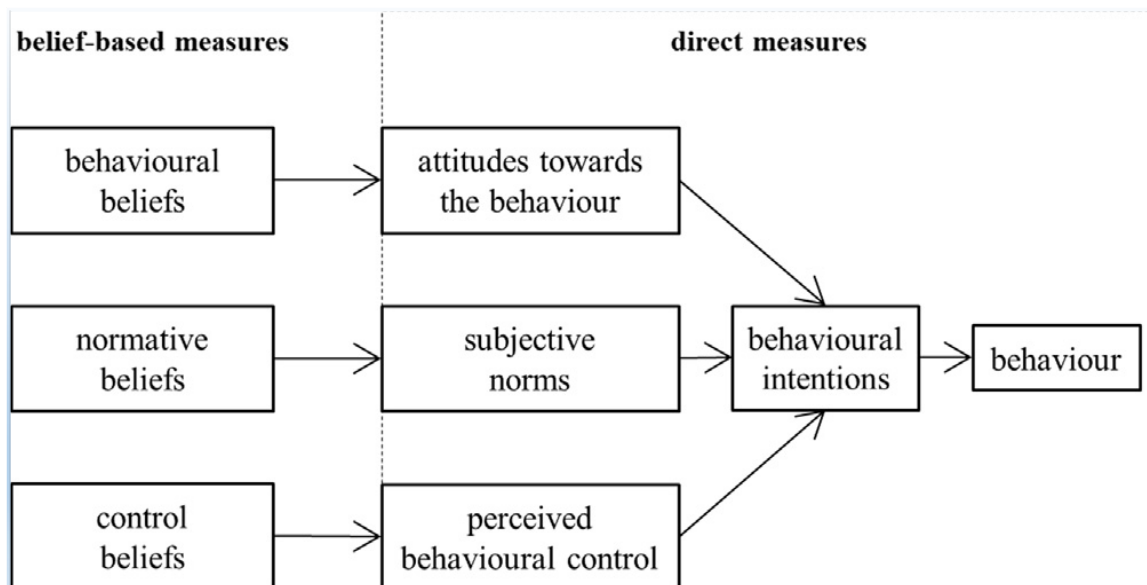 belief-based measures
direct measures
behavioural
beliefs
attitudes towards
the behaviour
normative
beliefs
subjective
norms
behavioural
intentions
behaviour
control
beliefs
perceived
behavioural control